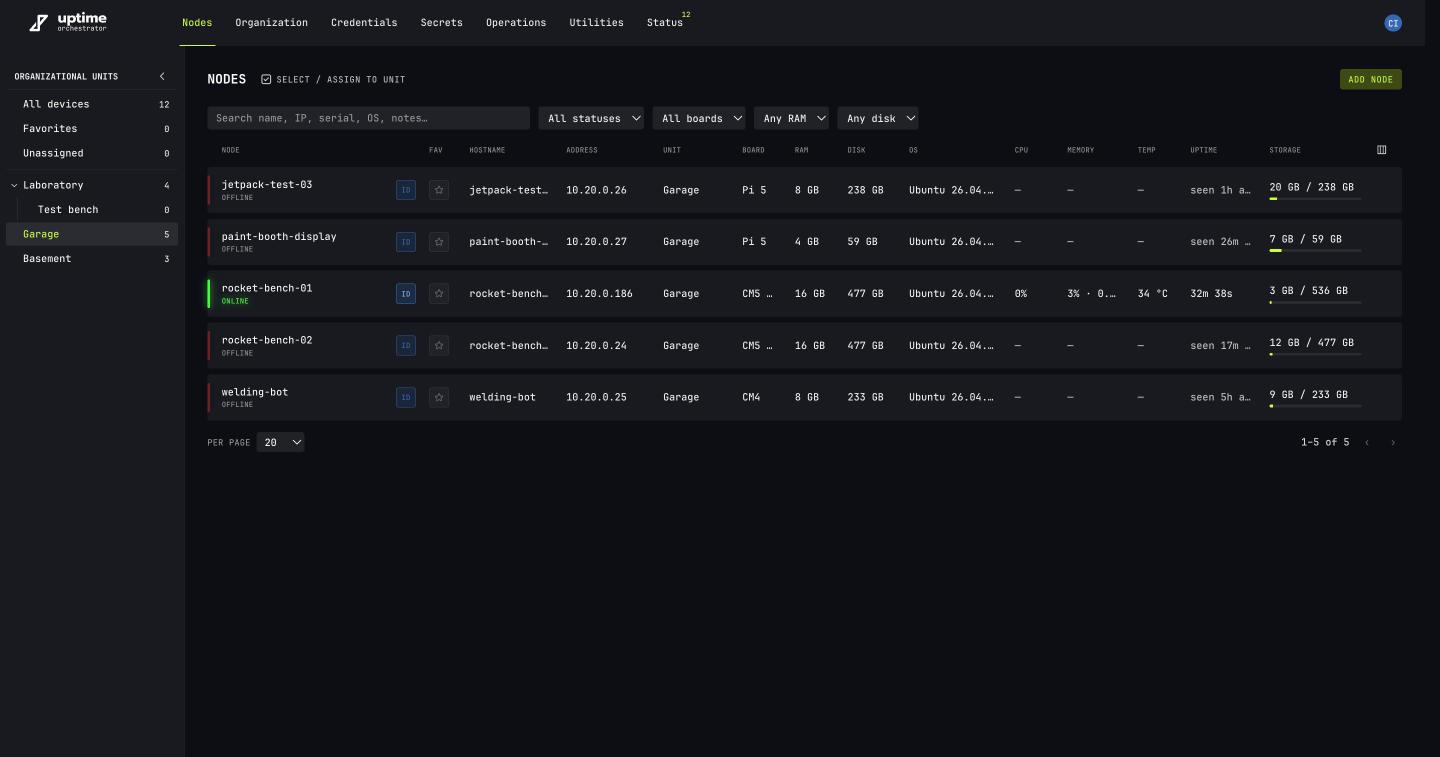 uptime
orchestrator
Nodes Organization Credentials Secrets Operations Utilities Status 12
CI
ORGANIZATIONAL UNITS
All devices 12
Favorites 0
Unassigned 0
Laboratory 4
Test bench 0
Garage 5
Basement 3
NODES SELECT / ASSIGN TO UNIT ADD NODE
Search name, IP, serial, OS, notes… All statuses All boards Any RAM Any disk
NODE FAV HOSTNAME ADDRESS UNIT BOARD RAM DISK OS CPU MEMORY TEMP UPTIME STORAGE
jetpack-test-03 ID jetpack-test… 10.20.0.26 Garage Pi 5 8 GB 238 GB Ubuntu 26.04.… — — — seen 1h a… 20 GB / 238 GB
OFFLINE
paint-booth-display ID paint-booth-… 10.20.0.27 Garage Pi 5 4 GB 59 GB Ubuntu 26.04.… — — — seen 26m … 7 GB / 59 GB
OFFLINE
rocket-bench-01 ID rocket-bench… 10.20.0.186 Garage CM5 … 16 GB 477 GB Ubuntu 26.04.… 0% 3% · 0.… 34 °C 32m 38s 3 GB / 536 GB
ONLINE
rocket-bench-02 ID rocket-bench… 10.20.0.24 Garage CM5 … 16 GB 477 GB Ubuntu 26.04.… — — — seen 17m … 12 GB / 477 GB
OFFLINE
welding-bot ID welding-bot 10.20.0.25 Garage CM4 8 GB 233 GB Ubuntu 26.04.… — — — seen 5h a… 9 GB / 233 GB
OFFLINE
PER PAGE 20 1–5 of 5 ‹ ›